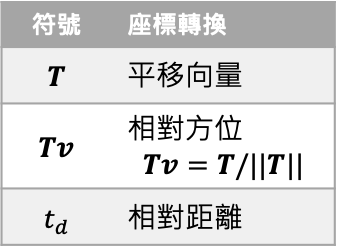 符號 座標轉換
T 平移向量
相對方位
Tv Tv = T/||T||
t_d 相對距離